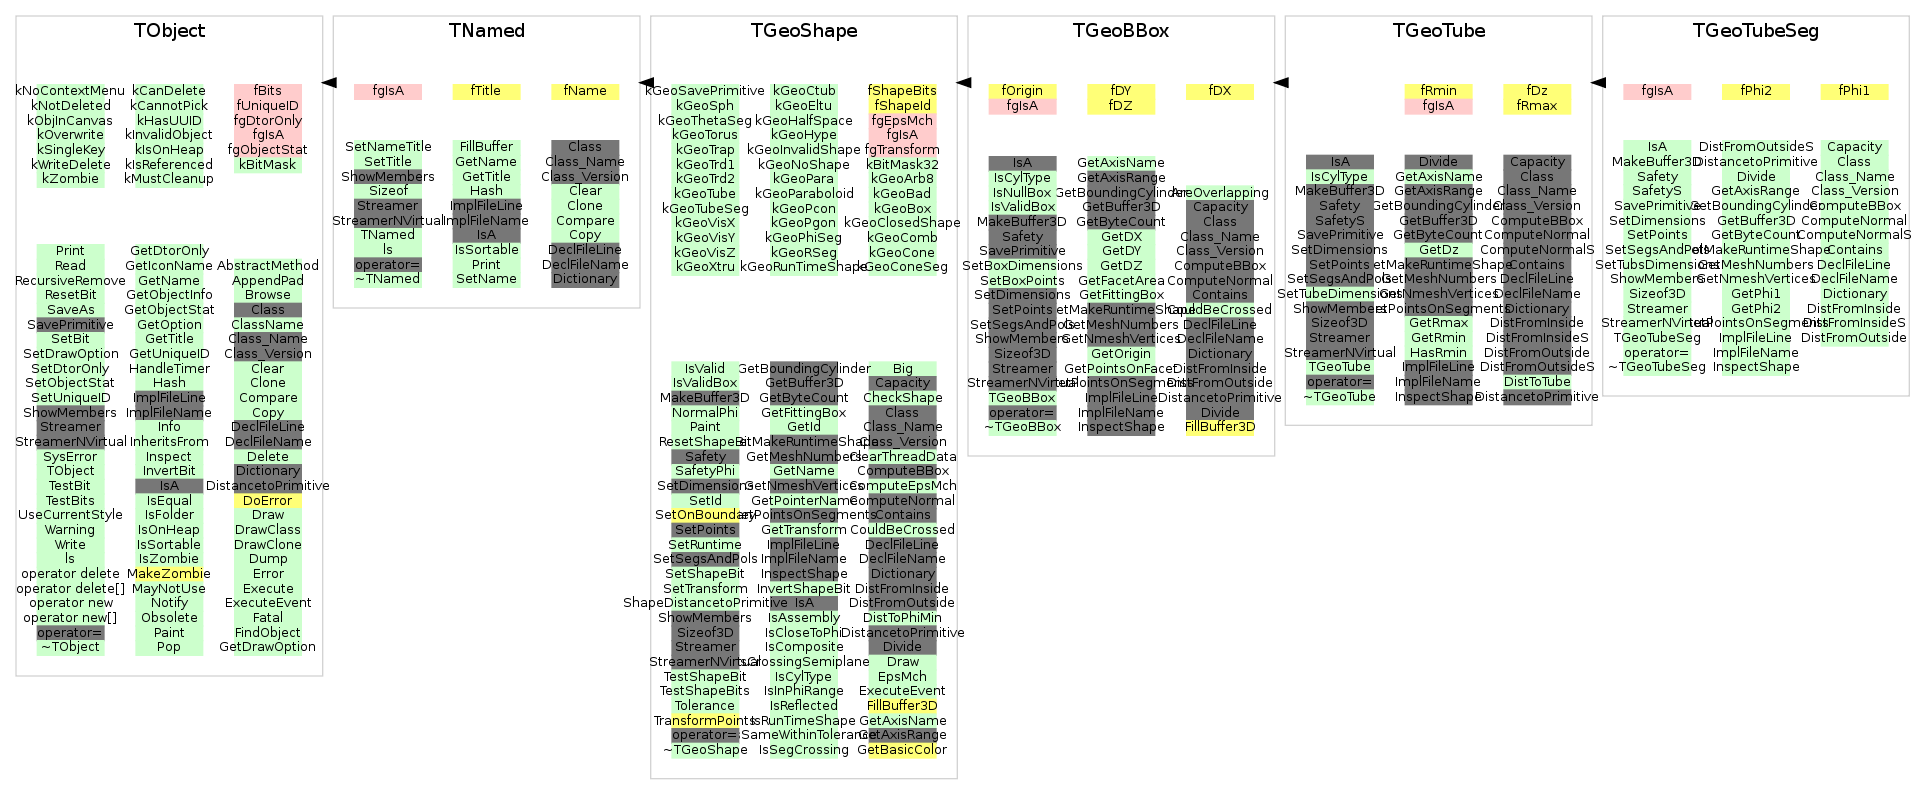 TObject
kNoContextMenu
kNotDeleted
kObjInCanvas
kOverwrite
kSingleKey
kWriteDelete
kZombie
kCanDelete
kCannotPick
kHasUUID
kInvalidObject
kIsOnHeap
kIsReferenced
kMustCleanup
fBits
fUniqueID
fgDtorOnly
fgIsA
fgObjectStat
kBitMask
Print
Read
RecursiveRemove
ResetBit
SaveAs
SavePrimitive
SetBit
SetDrawOption
SetDtorOnly
SetObjectStat
SetUniqueID
ShowMembers
Streamer
StreamerNVirtual
SysError
TObject
TestBit
TestBits
UseCurrentStyle
Warning
Write
ls
operator delete
operator delete[]
operator new
operator new[]
operator=
~TObject
GetDtorOnly
GetIconName
GetName
GetObjectInfo
GetObjectStat
GetOption
GetTitle
GetUniqueID
HandleTimer
Hash
ImplFileLine
ImplFileName
Info
InheritsFrom
Inspect
InvertBit
IsA
IsEqual
IsFolder
IsOnHeap
IsSortable
IsZombie
MakeZombie
MayNotUse
Notify
Obsolete
Paint
Pop
AbstractMethod
AppendPad
Browse
Class
ClassName
Class_Name
Class_Version
Clear
Clone
Compare
Copy
DeclFileLine
DeclFileName
Delete
Dictionary
DistancetoPrimitive
DoError
Draw
DrawClass
DrawClone
Dump
Error
Execute
ExecuteEvent
Fatal
FindObject
GetDrawOption
TNamed
fgIsA
fTitle
fName
SetNameTitle
SetTitle
ShowMembers
Sizeof
Streamer
StreamerNVirtual
TNamed
ls
operator=
~TNamed
FillBuffer
GetName
GetTitle
Hash
ImplFileLine
ImplFileName
IsA
IsSortable
Print
SetName
Class
Class_Name
Class_Version
Clear
Clone
Compare
Copy
DeclFileLine
DeclFileName
Dictionary
TGeoShape
kGeoSavePrimitive
kGeoSph
kGeoThetaSeg
kGeoTorus
kGeoTrap
kGeoTrd1
kGeoTrd2
kGeoTube
kGeoTubeSeg
kGeoVisX
kGeoVisY
kGeoVisZ
kGeoXtru
kGeoCtub
kGeoEltu
kGeoHalfSpace
kGeoHype
kGeoInvalidShape
kGeoNoShape
kGeoPara
kGeoParaboloid
kGeoPcon
kGeoPgon
kGeoPhiSeg
kGeoRSeg
kGeoRunTimeShape
fShapeBits
fShapeId
fgEpsMch
fgIsA
fgTransform
kBitMask32
kGeoArb8
kGeoBad
kGeoBox
kGeoClosedShape
kGeoComb
kGeoCone
kGeoConeSeg
IsValid
IsValidBox
MakeBuffer3D
NormalPhi
Paint
ResetShapeBit
Safety
SafetyPhi
SetDimensions
SetId
SetOnBoundary
SetPoints
SetRuntime
SetSegsAndPols
SetShapeBit
SetTransform
ShapeDistancetoPrimitive
ShowMembers
Sizeof3D
Streamer
StreamerNVirtual
TestShapeBit
TestShapeBits
Tolerance
TransformPoints
operator=
~TGeoShape
GetBoundingCylinder
GetBuffer3D
GetByteCount
GetFittingBox
GetId
GetMakeRuntimeShape
GetMeshNumbers
GetName
GetNmeshVertices
GetPointerName
GetPointsOnSegments
GetTransform
ImplFileLine
ImplFileName
InspectShape
InvertShapeBit
IsA
IsAssembly
IsCloseToPhi
IsComposite
IsCrossingSemiplane
IsCylType
IsInPhiRange
IsReflected
IsRunTimeShape
IsSameWithinTolerance
IsSegCrossing
Big
Capacity
CheckShape
Class
Class_Name
Class_Version
ClearThreadData
ComputeBBox
ComputeEpsMch
ComputeNormal
Contains
CouldBeCrossed
DeclFileLine
DeclFileName
Dictionary
DistFromInside
DistFromOutside
DistToPhiMin
DistancetoPrimitive
Divide
Draw
EpsMch
ExecuteEvent
FillBuffer3D
GetAxisName
GetAxisRange
GetBasicColor
TGeoBBox
fOrigin
fgIsA
fDY
fDZ
fDX
IsA
IsCylType
IsNullBox
IsValidBox
MakeBuffer3D
Safety
SavePrimitive
SetBoxDimensions
SetBoxPoints
SetDimensions
SetPoints
SetSegsAndPols
ShowMembers
Sizeof3D
Streamer
StreamerNVirtual
TGeoBBox
operator=
~TGeoBBox
GetAxisName
GetAxisRange
GetBoundingCylinder
GetBuffer3D
GetByteCount
GetDX
GetDY
GetDZ
GetFacetArea
GetFittingBox
GetMakeRuntimeShape
GetMeshNumbers
GetNmeshVertices
GetOrigin
GetPointsOnFacet
GetPointsOnSegments
ImplFileLine
ImplFileName
InspectShape
AreOverlapping
Capacity
Class
Class_Name
Class_Version
ComputeBBox
ComputeNormal
Contains
CouldBeCrossed
DeclFileLine
DeclFileName
Dictionary
DistFromInside
DistFromOutside
DistancetoPrimitive
Divide
FillBuffer3D
TGeoTube
fRmin
fgIsA
fDz
fRmax
IsA
IsCylType
MakeBuffer3D
Safety
SafetyS
SavePrimitive
SetDimensions
SetPoints
SetSegsAndPols
SetTubeDimensions
ShowMembers
Sizeof3D
Streamer
StreamerNVirtual
TGeoTube
operator=
~TGeoTube
Divide
GetAxisName
GetAxisRange
GetBoundingCylinder
GetBuffer3D
GetByteCount
GetDz
GetMakeRuntimeShape
GetMeshNumbers
GetNmeshVertices
GetPointsOnSegments
GetRmax
GetRmin
HasRmin
ImplFileLine
ImplFileName
InspectShape
Capacity
Class
Class_Name
Class_Version
ComputeBBox
ComputeNormal
ComputeNormalS
Contains
DeclFileLine
DeclFileName
Dictionary
DistFromInside
DistFromInsideS
DistFromOutside
DistFromOutsideS
DistToTube
DistancetoPrimitive
TGeoTubeSeg
fgIsA
fPhi2
fPhi1
IsA
MakeBuffer3D
Safety
SafetyS
SavePrimitive
SetDimensions
SetPoints
SetSegsAndPols
SetTubsDimensions
ShowMembers
Sizeof3D
Streamer
StreamerNVirtual
TGeoTubeSeg
operator=
~TGeoTubeSeg
DistFromOutsideS
DistancetoPrimitive
Divide
GetAxisRange
GetBoundingCylinder
GetBuffer3D
GetByteCount
GetMakeRuntimeShape
GetMeshNumbers
GetNmeshVertices
GetPhi1
GetPhi2
GetPointsOnSegments
ImplFileLine
ImplFileName
InspectShape
Capacity
Class
Class_Name
Class_Version
ComputeBBox
ComputeNormal
ComputeNormalS
Contains
DeclFileLine
DeclFileName
Dictionary
DistFromInside
DistFromInsideS
DistFromOutside